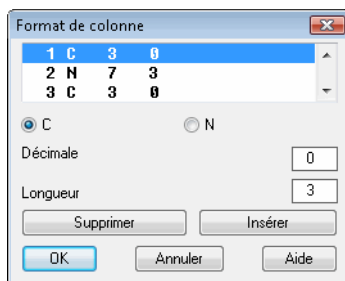 Format de colonne
1 C 3 0
2 N 7 3
3 C 3 0
C N
Décimale 0
Longueur 3
Supprimer Insérer
OK Annuler Aide